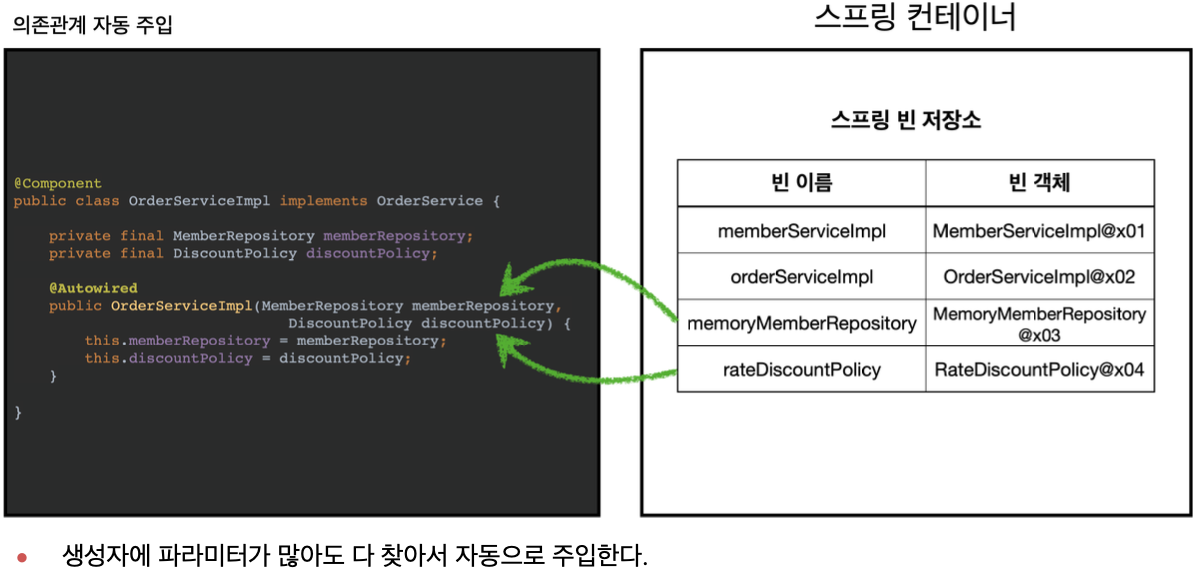 의존관계 자동 주입
@Component
public class OrderServiceImpl implements OrderService {
private final MemberRepository memberRepository;
private final DiscountPolicy discountPolicy;
@Autowired
public OrderServiceImpl(MemberRepository memberRepository,
DiscountPolicy discountPolicy) {
this.memberRepository = memberRepository;
this.discountPolicy = discountPolicy;
}
}
스프링 컨테이너
스프링 빈 저장소
빈 이름 빈 객체
memberServiceImpl MemberServiceImpl@x01
orderServiceImpl OrderServiceImpl@x02
memoryMemberRepository MemoryMemberRepository
@x03
rateDiscountPolicy RateDiscountPolicy@x04
• 생성자에 파라미터가 많아도 다 찾아서 자동으로 주입한다.